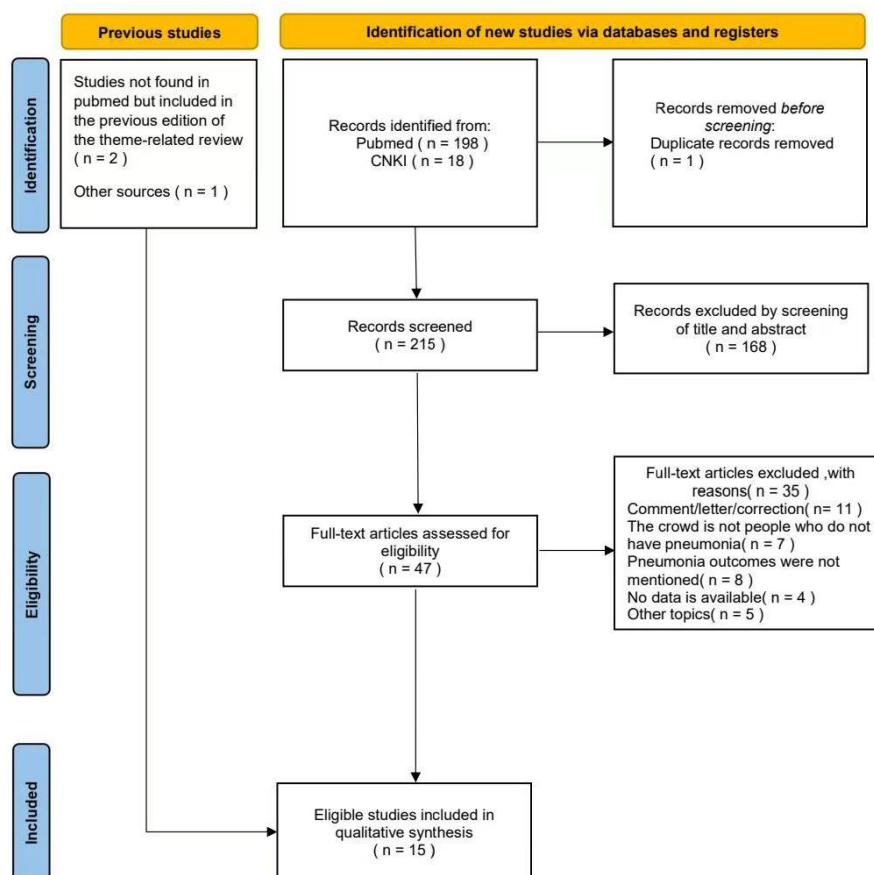 Previous studies
Identification of new studies via databases and registers
Identification
Studies not found in
pubmed but included in
the previous edition of
the theme-related review
( n = 2 )
Other sources ( n = 1 )
Records identified from:
Pubmed ( n = 198 )
CNKI ( n = 18 )
Records removed before
screening:
Duplicate records removed
( n = 1 )
Screening
Records screened
( n = 215 )
Records excluded by screening
of title and abstract
( n = 168 )
Eligibility
Full-text articles assessed for
eligibility
( n = 47 )
Full-text articles excluded ,with
reasons( n = 35 )
Comment/letter/correction( n= 11 )
The crowd is not people who do not
have pneumonia( n = 7 )
Pneumonia outcomes were not
mentioned( n = 8 )
No data is available( n = 4 )
Other topics( n = 5 )
Included
Eligible studies included in
qualitative synthesis
( n = 15 )